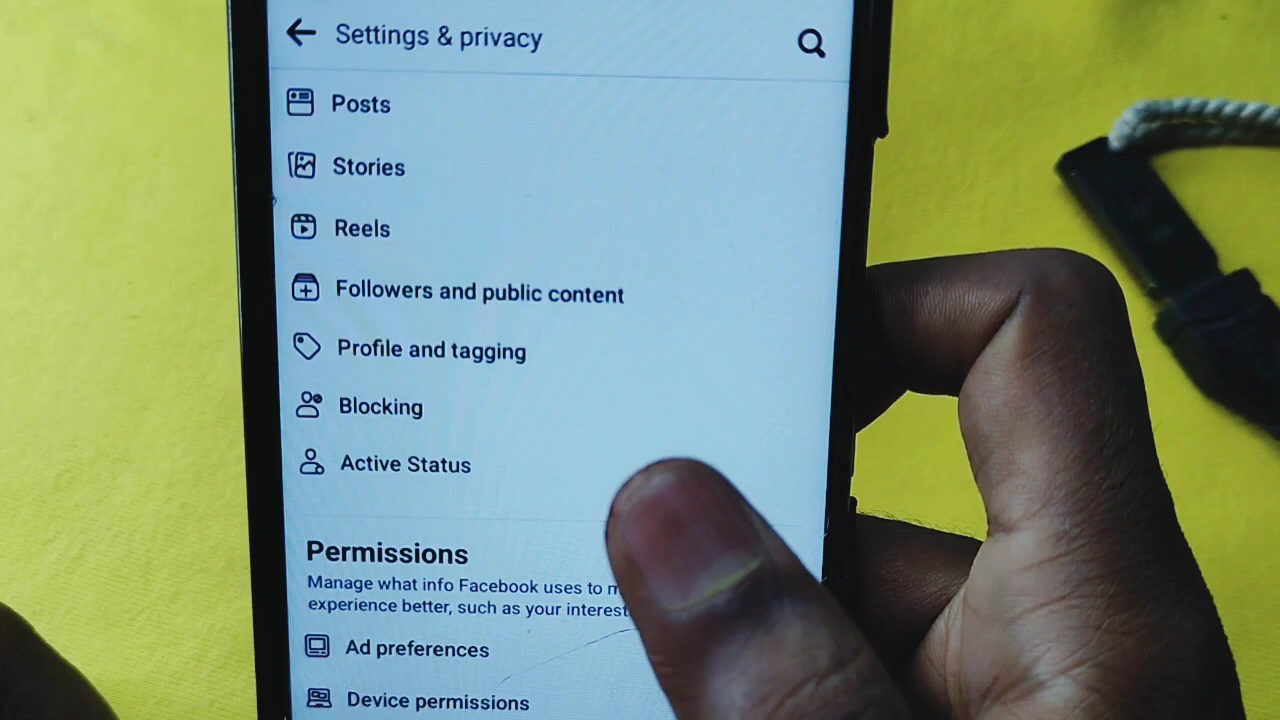 Settings & privacy
Posts
Stories
Reels
Followers and public content
Profile and tagging
Blocking
Active Status
Permissions
Manage what info Facebook uses to
experience better, such as your
Ad preferences
Device permissions